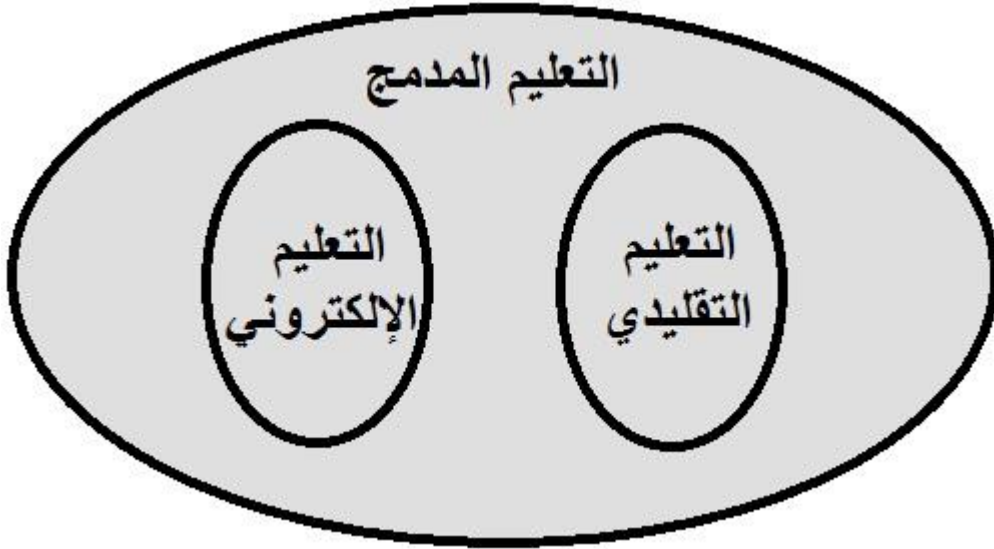 التعليم المدمج
التعليم
التقليدي
التعليم
الإلكتروني